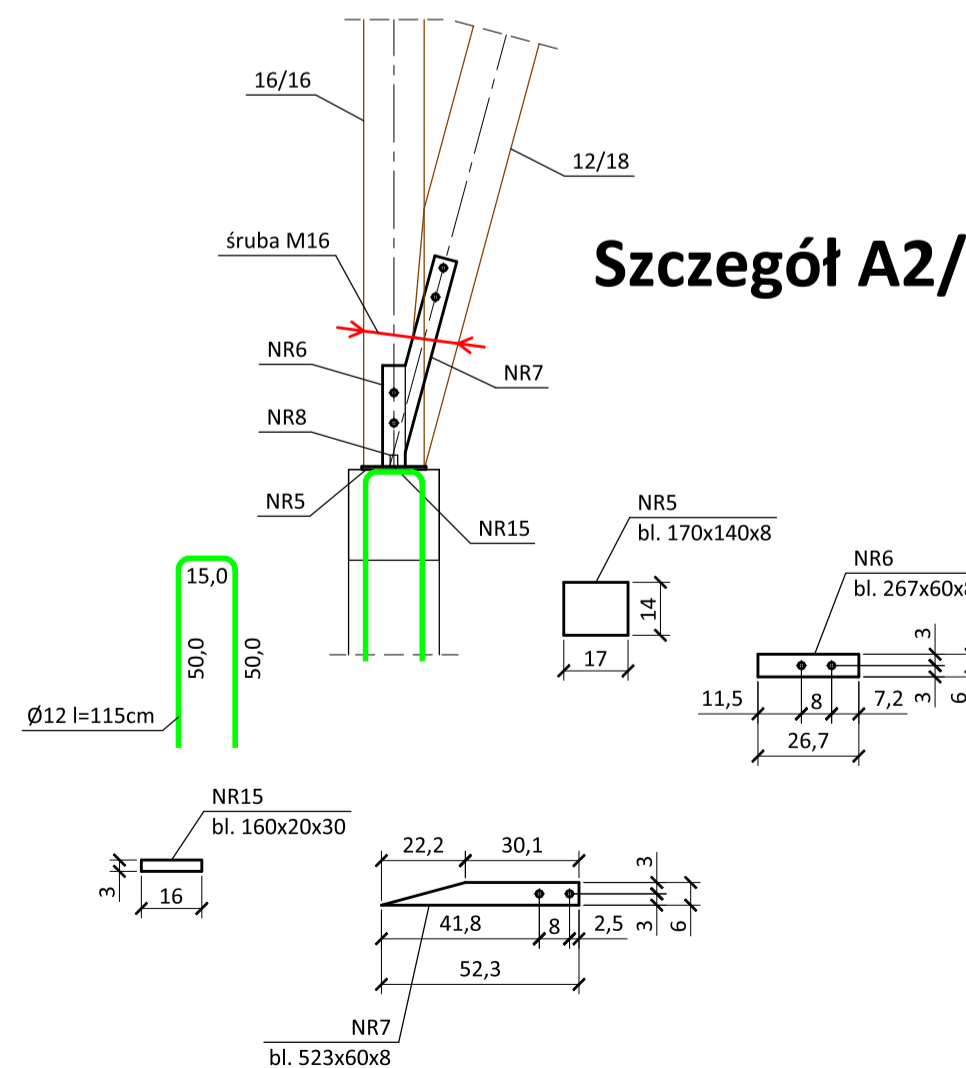 16/16
12/18
śruba M16
Szczegół A2/
NR6
NR7
NR8
NR5
NR15
NR5
bl. 170x140x8
14
17
NR6
bl. 267x60x8
3
3
6
11,5
8
7,2
26,7
15,0
50,0
50,0
Ø12 l=115cm
NR15
bl. 160x20x30
3
16
22,2
30,1
3
3
6
41,8
8
2,5
52,3
NR7
bl. 523x60x8